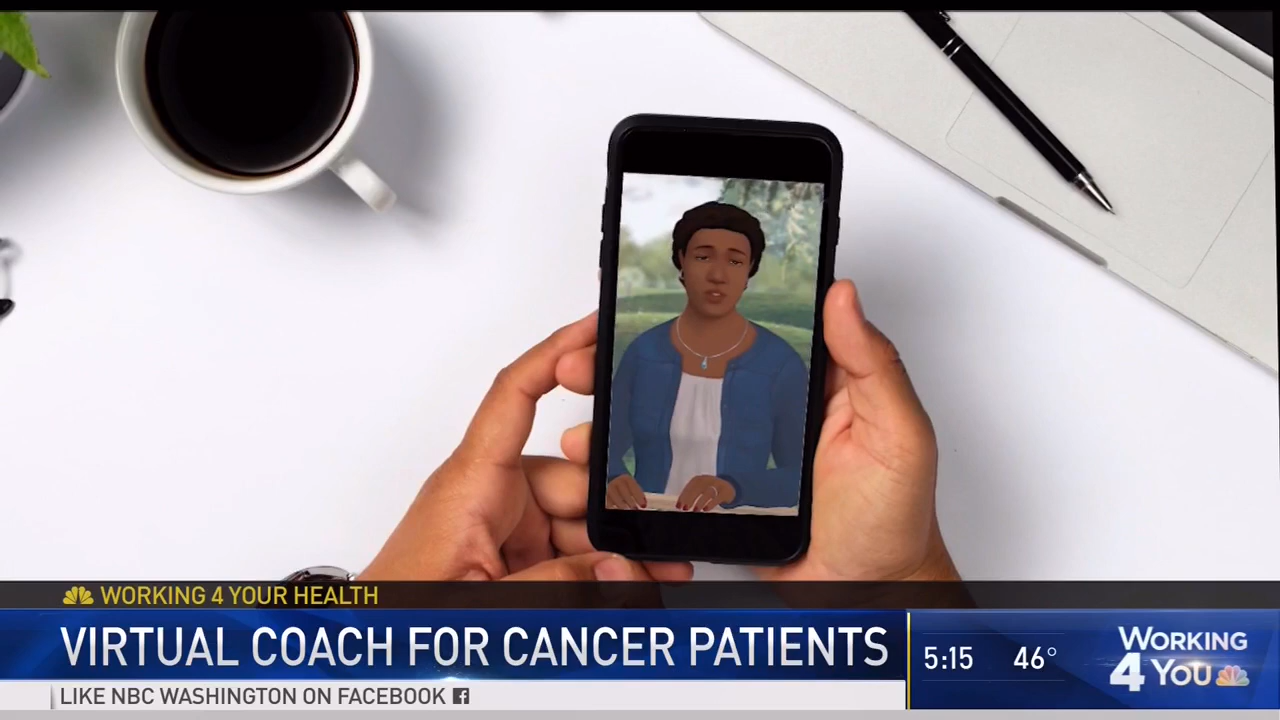 WORKING 4 YOUR HEALTH
VIRTUAL COACH FOR CANCER PATIENTS
LIKE NBC WASHINGTON ON FACEBOOK
5:15 46°
WORKING
4 YOU